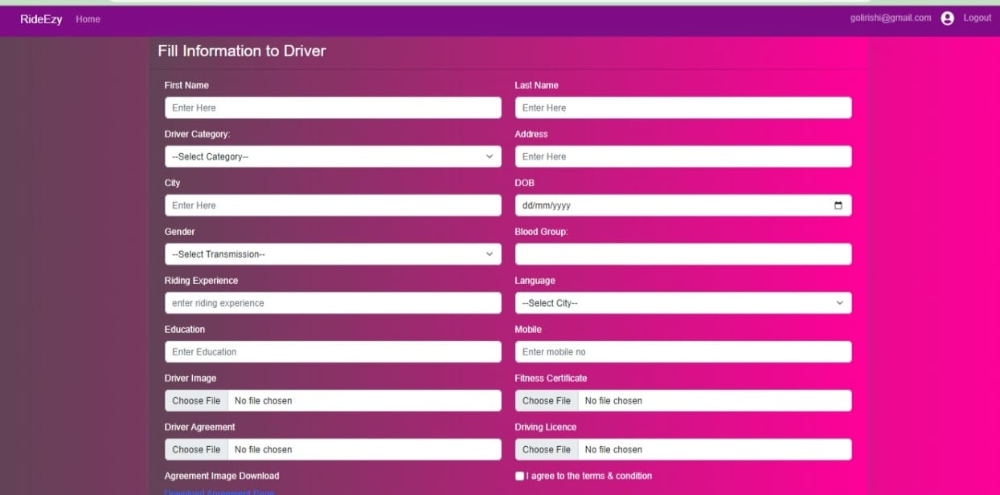 RideEzy Home golirishi@gmail.com Logout
Fill Information to Driver
First Name Last Name
Enter Here Enter Here
Driver Category: Address
--Select Category-- Enter Here
City DOB
Enter Here dd/mm/yyyy
Gender Blood Group:
--Select Transmission--
Riding Experience Language
enter riding experience --Select City--
Education Mobile
Enter Education Enter mobile no
Driver Image Fitness Certificate
Choose File No file chosen Choose File No file chosen
Driver Agreement Driving Licence
Choose File No file chosen Choose File No file chosen
Agreement Image Download I agree to the terms & condition
Download Agreement Page